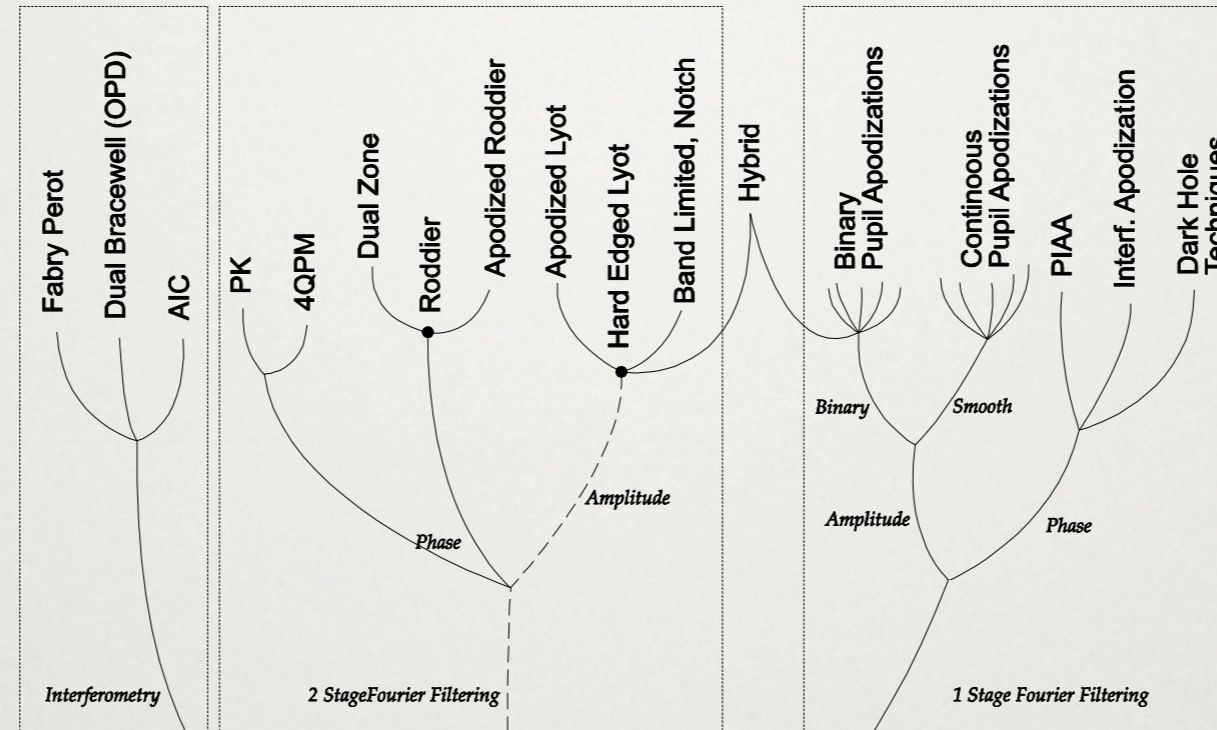 Fabry Perot
Dual Bracewell (OPD)
AIC
PK
4QPM
Dual Zone
Roddier
Apodized Roddier
Apodized Lyot
Hard Edged Lyot
Band Limited, Notch
Hybrid
Binary
Pupil Apodizations
Continous
Pupil Apodizations
PIAA
Interf. Apodization
Dark Hole
Techniques
Binary
Smooth
Amplitude
Amplitude
Phase
Phase
Interferometry
2 StageFourier Filtering
1 Stage Fourier Filtering